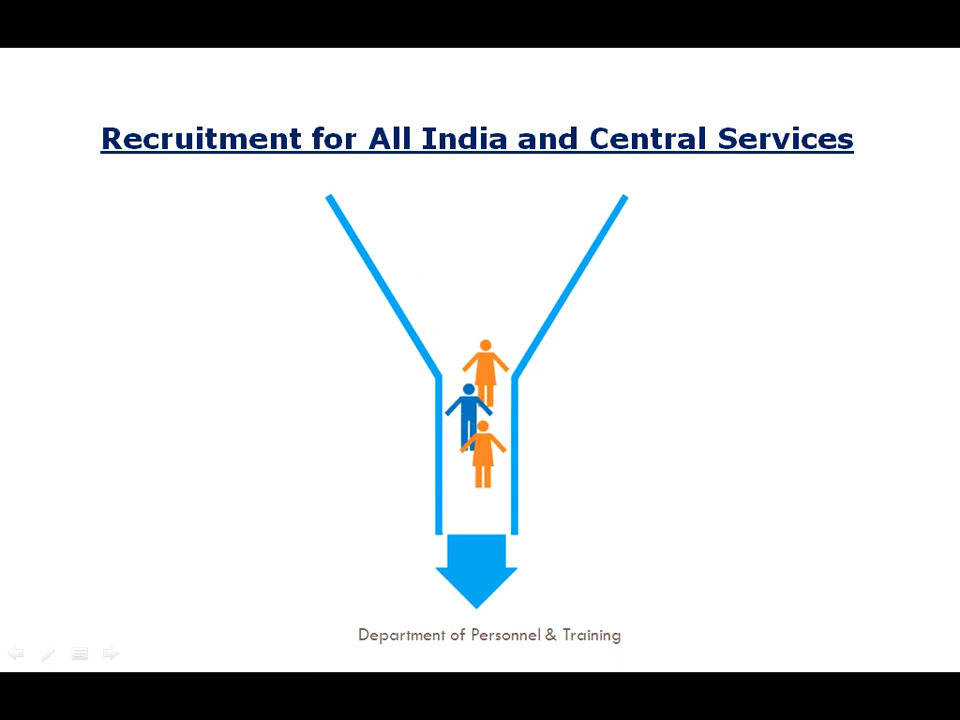 Recruitment for All India and Central Services
Department of Personnel & Training